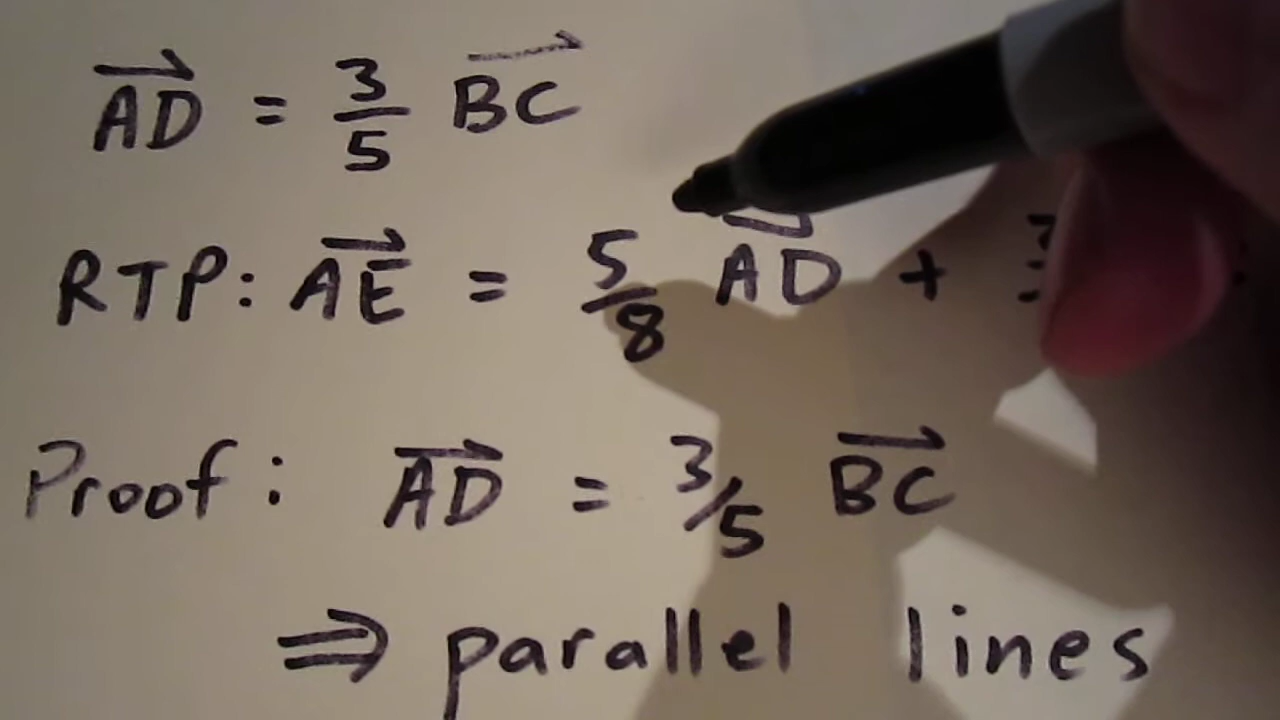 AD = 3/5 BC
RTP: AE = 5/8 AD +
Proof: AD = 3/5 BC
⇒ parallel lines